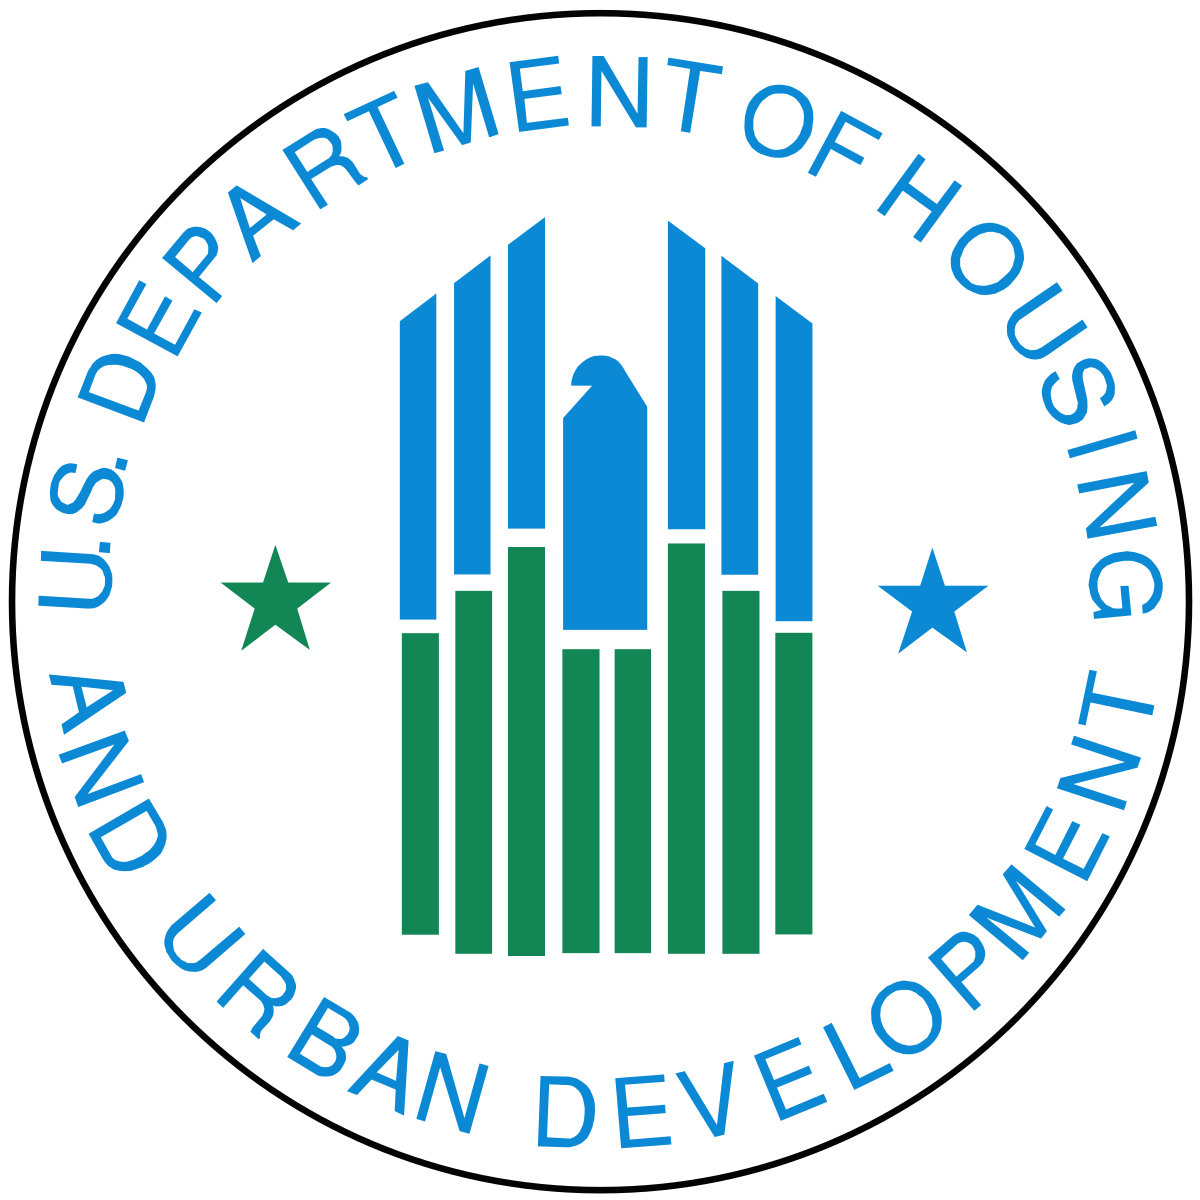 U.S. DEPARTMENT OF HOUSING
AND URBAN DEVELOPMENT